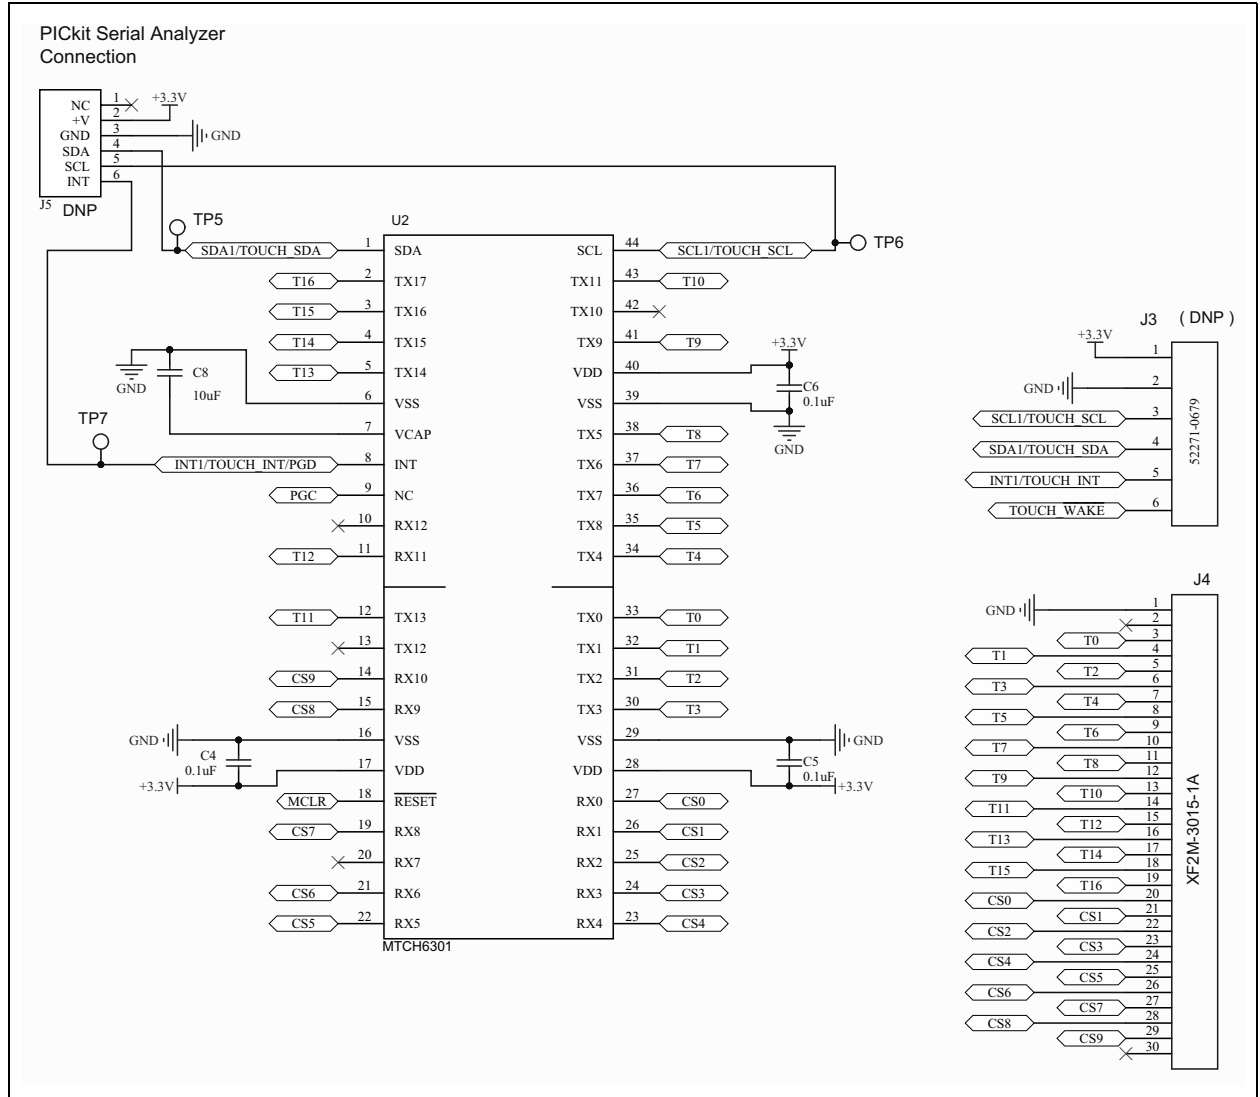 PICkit Serial Analyzer
Connection
NC 1 +3.3V
+V 2
GND 3 GND
SDA 4
SCL 5
INT 6
J5 DNP
TP5
TP6
TP7
U2
SDA1/TOUCH_SDA 1 SDA
T16 2 TX17
T15 3 TX16
T14 4 TX15
T13 5 TX14
6 VSS
7 VCAP
GND C8
10uF
INT1/TOUCH_INT/PGD 8 INT
PGC 9 NC
10 RX12
T12 11 RX11
T11 12 TX13
13 TX12
CS9 14 RX10
CS8 15 RX9
GND 16 VSS
C4
0.1uF
+3.3V 17 VDD
MCLR 18 RESET
CS7 19 RX8
20 RX7
CS6 21 RX6
CS5 22 RX5
MTCH6301
SCL 44 SCL1/TOUCH_SCL
TX11 43 T10
TX10 42
TX9 41 T9
VDD 40 +3.3V
C6
0.1uF
VSS 39
GND
TX5 38 T8
TX6 37 T7
TX7 36 T6
TX8 35 T5
TX4 34 T4
TX0 33 T0
TX1 32 T1
TX2 31 T2
TX3 30 T3
VSS 29 GND
C5
0.1uF
VDD 28 +3.3V
RX0 27 CS0
RX1 26 CS1
RX2 25 CS2
RX3 24 CS3
RX4 23 CS4
J3 ( DNP )
+3.3V 1
GND 2
SCL1/TOUCH_SCL 3
SDA1/TOUCH_SDA 4
INT1/TOUCH_INT 5
TOUCH_WAKE 6
52271-0679
J4
GND 1
2
T0 3
T1 4
T2 5
T3 6
T4 7
T5 8
T6 9
T7 10
T8 11
T9 12
T10 13
T11 14
T12 15
T13 16
T14 17
T15 18
T16 19
CS0 20
CS1 21
CS2 22
CS3 23
CS4 24
CS5 25
CS6 26
CS7 27
CS8 28
CS9 29
30
XF2M-3015-1A